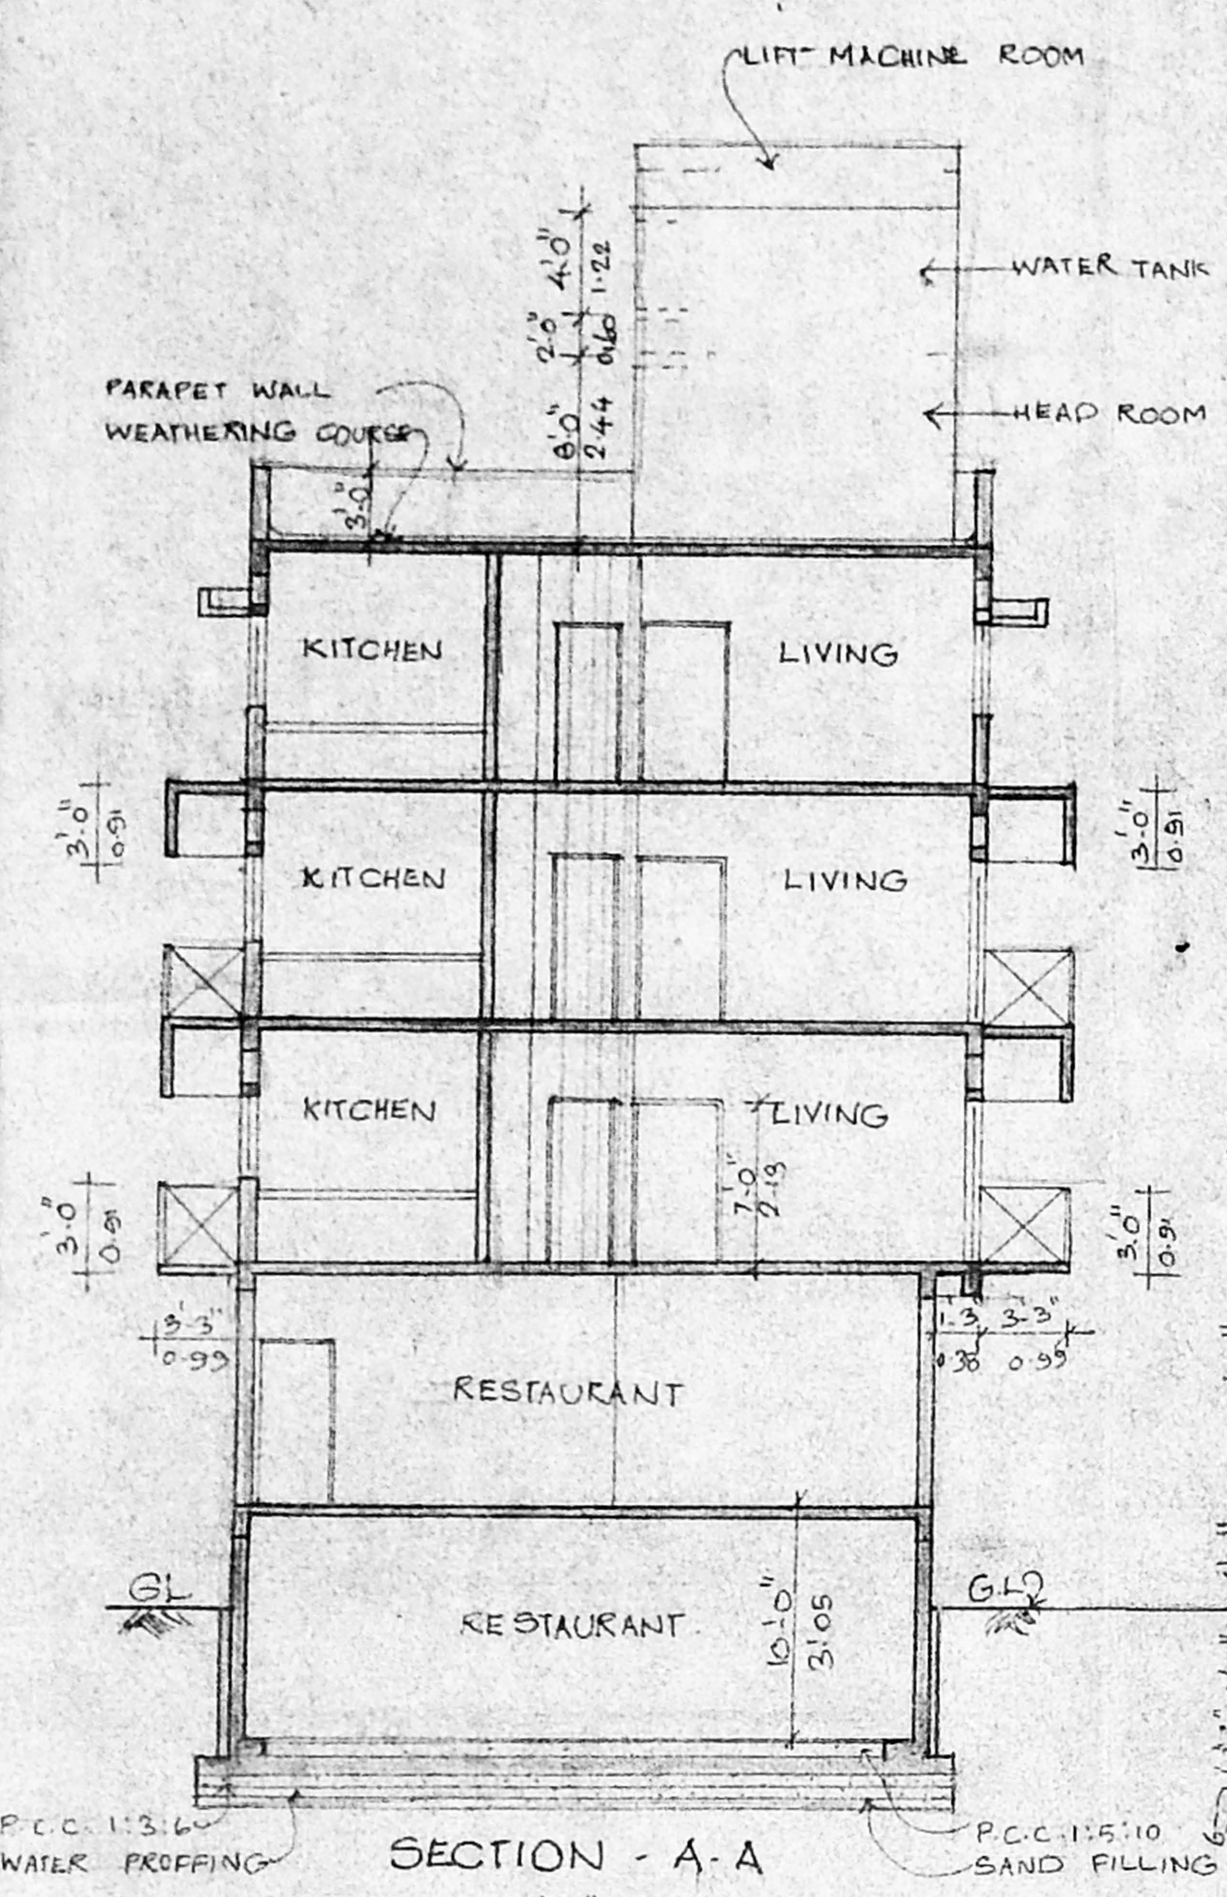 LIFT MACHINE ROOM
4'.0"
1.22
WATER TANK
2'.0"
0.60
PARAPET WALL
WEATHERING COURSE
8'.0"
2.44
HEAD ROOM
3'.0"
KITCHEN
LIVING
3'.0"
0.91
KITCHEN
LIVING
3'.0"
0.91
KITCHEN
LIVING
7'.0"
2.13
3'.0"
0.91
3'.0"
0.91
3'-3"
0.99
1'.3"
3'-3"
0.99
RESTAURANT
GL
G.L
RESTAURANT
10'-0"
3'.05
P.C.C. 1:3:6
WATER PROFFING
SECTION - A-A
P.C.C.1:5:10
SAND FILLING